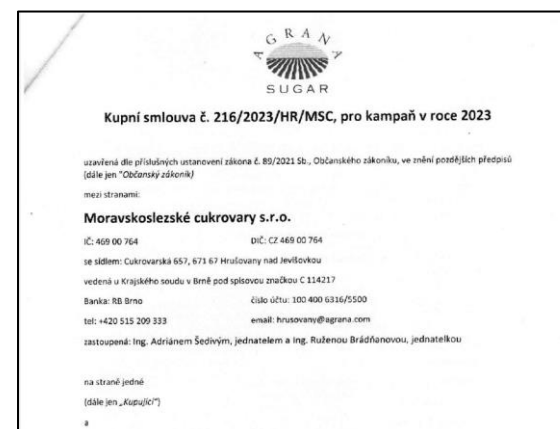 AGRANA
SUGAR
Kupní smlouva č. 216/2023/HR/MSC, pro kampaň v roce 2023
uzavřená dle příslušných ustanovení zákona č. 89/2021 Sb., Občanského zákoníku, ve znění pozdějších předpisů
(dále jen "Občanský zákoník)
mezi stranami:
Moravskoslezské cukrovary s.r.o.
IČ: 469 00 764 DIČ: CZ 469 00 764
se sídlem: Cukrovarská 657, 671 67 Hrušovany nad Jevišovkou
vedená u Krajského soudu v Brně pod spisovou značkou C 114217
Banka: RB Brno číslo účtu: 100 400 6316/5500
tel: +420 515 209 333 email: hrusovany@agrana.com
zastoupená: Ing. Adriánem Šedivým, jednatelem a Ing. Ruženou Brádňanovou, jednatelkou
na straně jedné
(dále jen „Kupující")
a